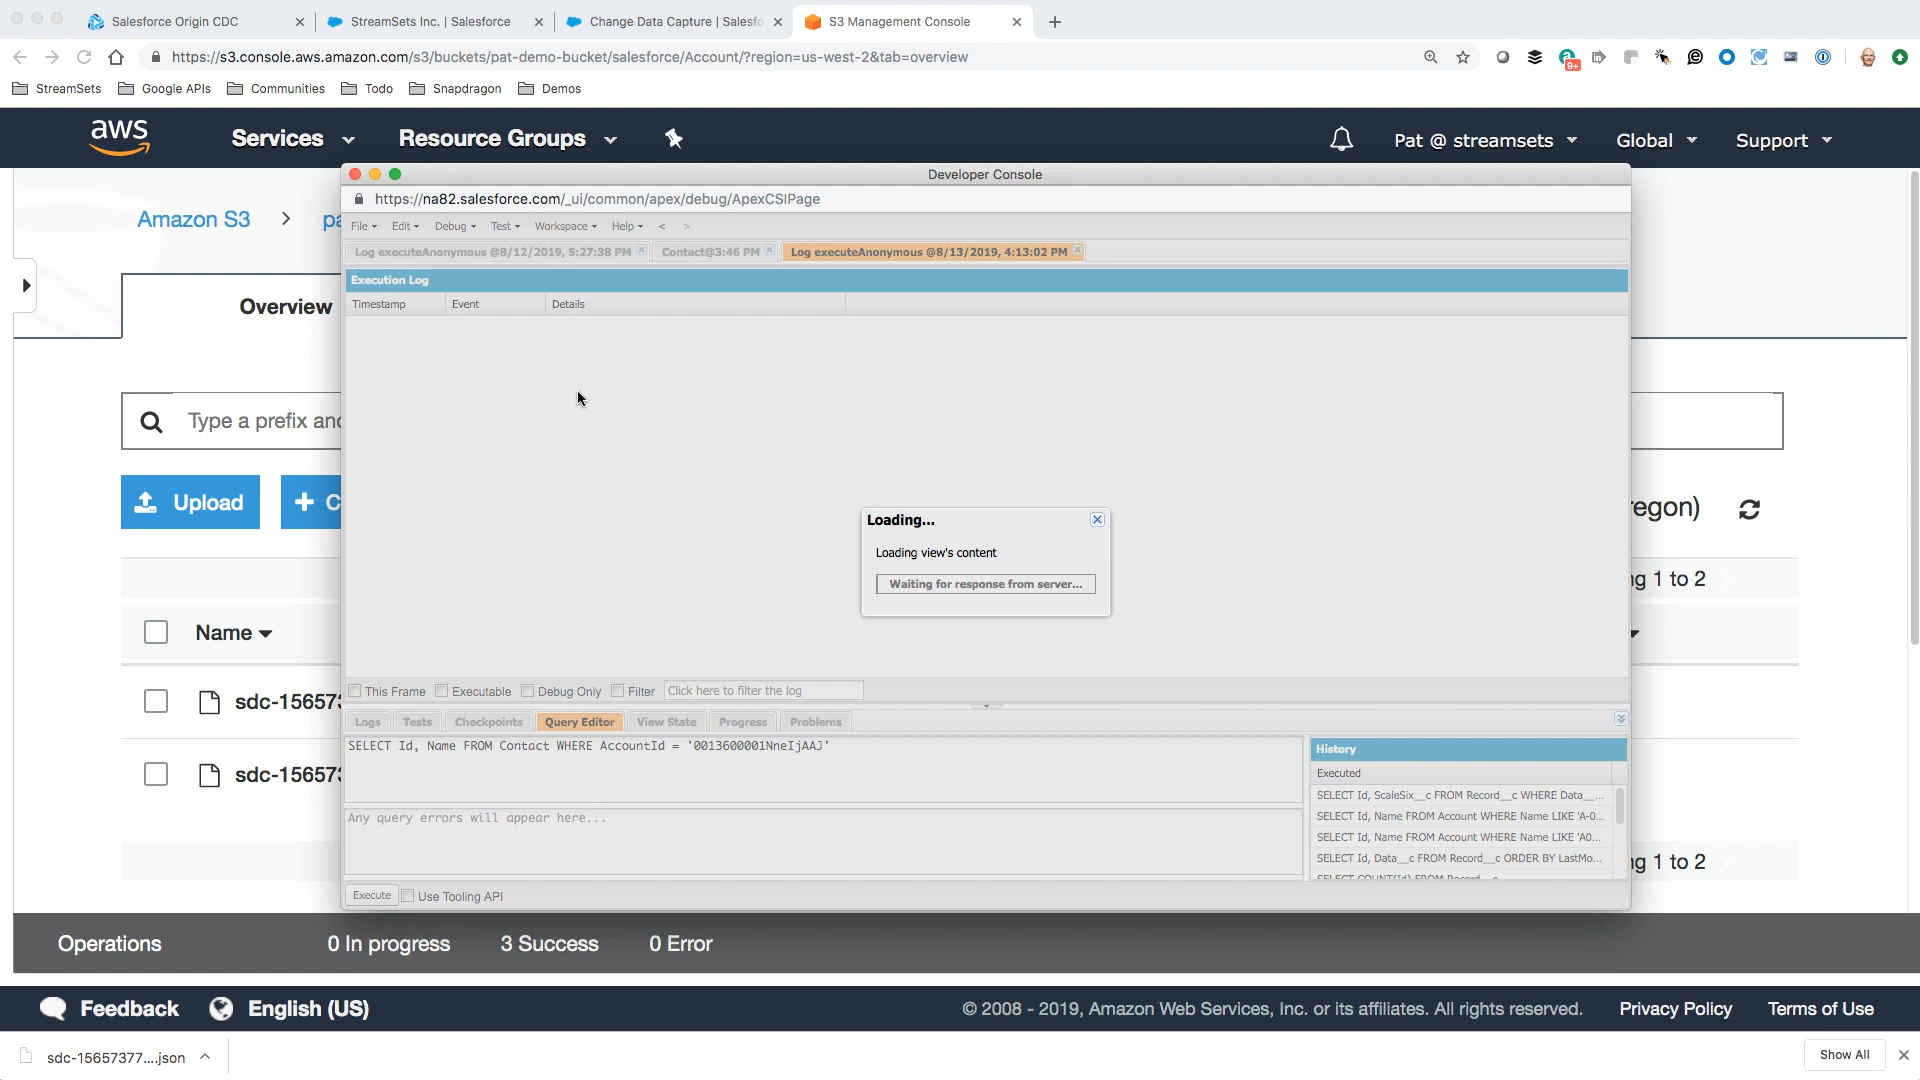 Salesforce Origin CDC
StreamSets Inc. | Salesforce
Change Data Capture | Salesfo
S3 Management Console
https://s3.console.aws.amazon.com/s3/buckets/pat-demo-bucket/salesforce/Account/?region=us-west-2&tab=overview
9+
StreamSets
Google APIs
Communities
Todo
Snapdragon
Demos
aws
Services
Resource Groups
Pat @ streamsets
Global
Support
Developer Console
https://na82.salesforce.com/_ui/common/apex/debug/ApexCSIPage
Amazon S3
pa
File
Edit
Debug
Test
Workspace
Help
<
>
Log executeAnonymous @8/12/2019, 5:27:38 PM
Contact@3:46 PM
Log executeAnonymous @8/13/2019, 4:13:02 PM
Execution Log
Timestamp
Event
Details
Overview
Type a prefix and
Upload
+ C
regon)
Loading...
Loading view's content
Waiting for response from server...
ng 1 to 2
Name
sdc-15657
sdc-15657
This Frame
Executable
Debug Only
Filter
Click here to filter the log
Logs
Tests
Checkpoints
Query Editor
View State
Progress
Problems
SELECT Id, Name FROM Contact WHERE AccountId = '0013600001NneIjAAJ'
Any query errors will appear here...
History
Executed
SELECT Id, ScaleSix__c FROM Record__c WHERE Data__...
SELECT Id, Name FROM Account WHERE Name LIKE 'A-0...
SELECT Id, Name FROM Account WHERE Name LIKE 'A0...
SELECT Id, Data__c FROM Record__c ORDER BY LastMo...
SELECT COUNT(Id) FROM Record__c
ng 1 to 2
Execute
Use Tooling API
Operations
0 In progress
3 Success
0 Error
Feedback
English (US)
© 2008 - 2019, Amazon Web Services, Inc. or its affiliates. All rights reserved.
Privacy Policy
Terms of Use
sdc-15657377....json
Show All